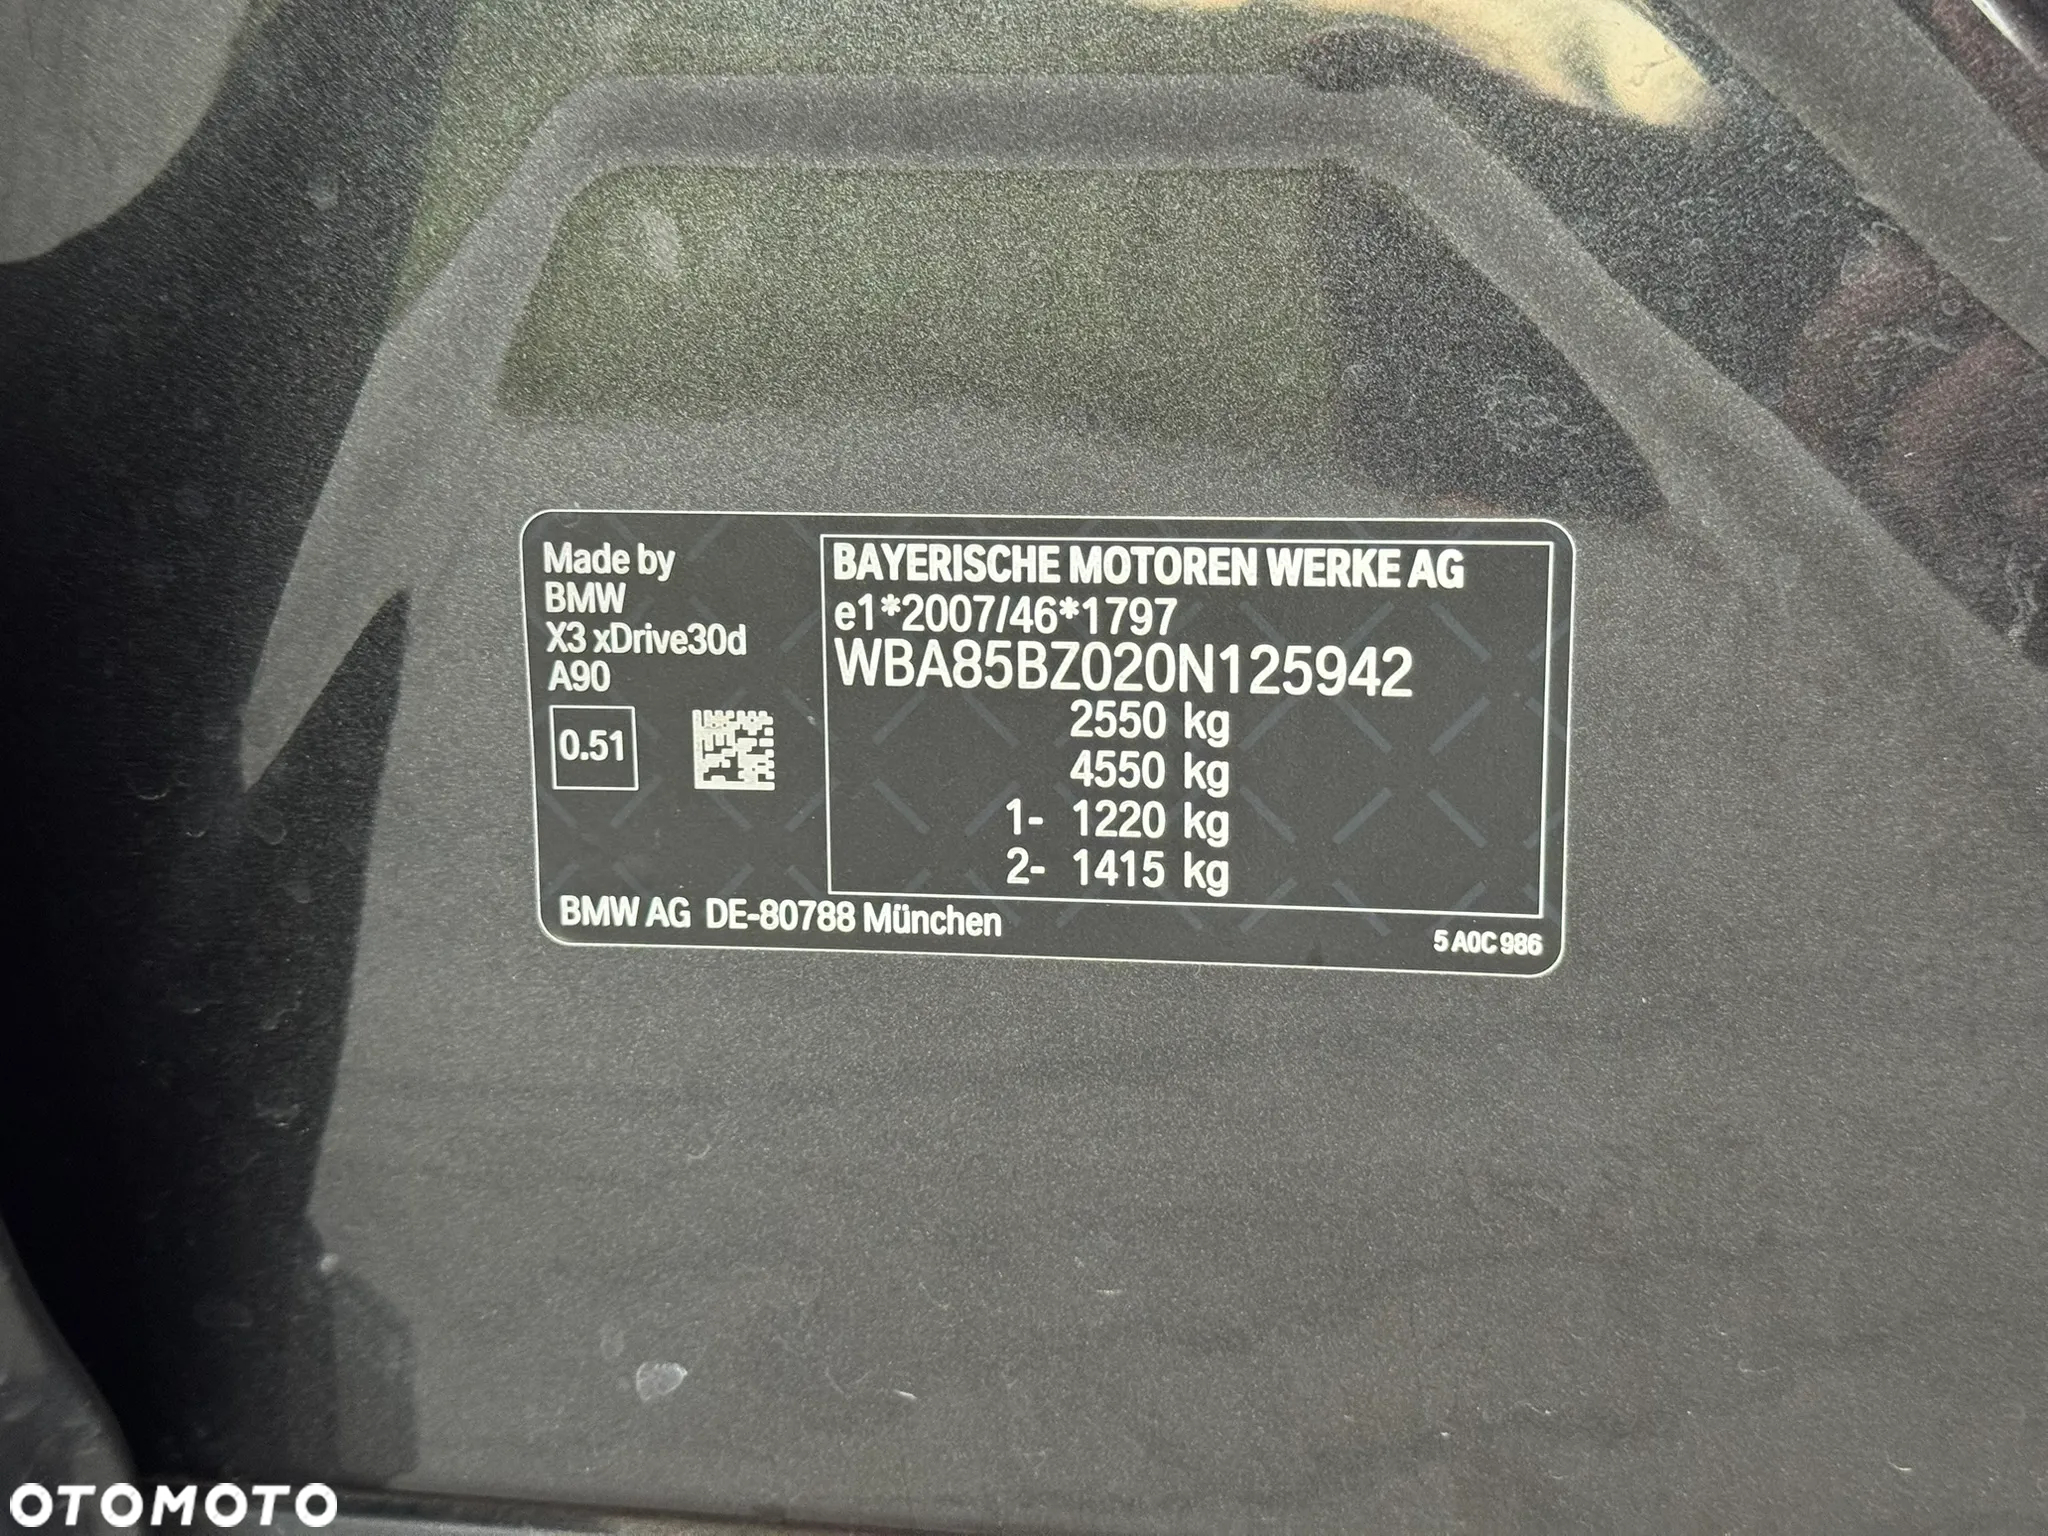 Made by
BMW
X3 xDrive30d
A90
0.51
BAYERISCHE MOTOREN WERKE AG
e1*2007/46*1797
WBA85BZ020N125942
2550 kg
4550 kg
1- 1220 kg
2- 1415 kg
BMW AG DE-80788 München
5 A0C 986
OTOMOTO